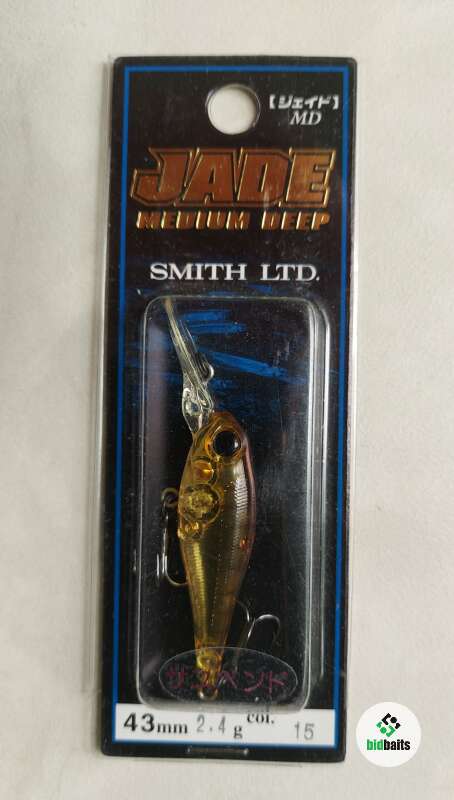 【ジェイド】
MD
JADE
MEDIUM DEEP
SMITH LTD.
サスペンド
43mm 2.4g col. 15
bidbaits